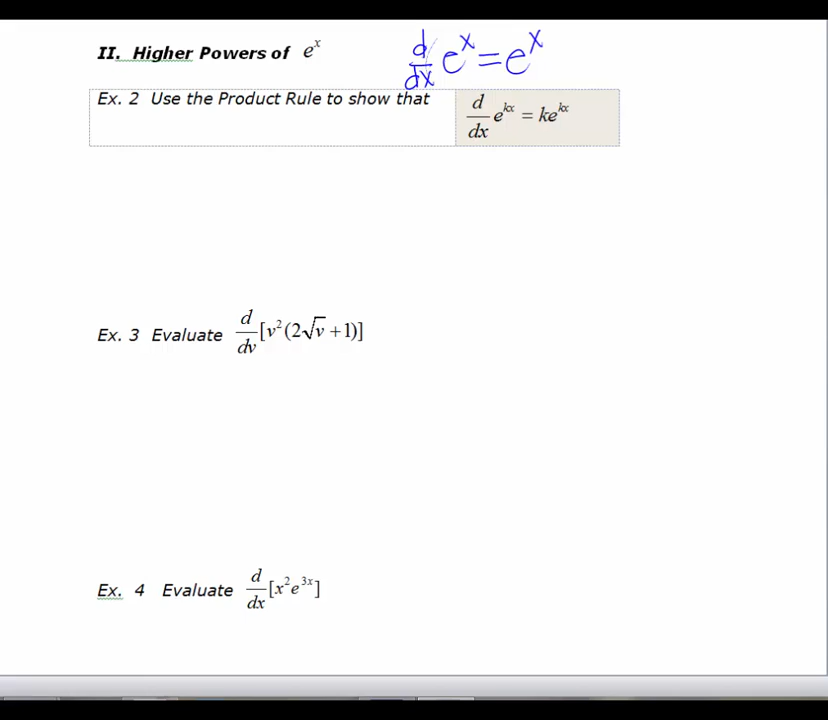 II. Higher Powers of e^x
d/dx e^x = e^x
Ex. 2 Use the Product Rule to show that d/dx e^{kx} = ke^{kx}
Ex. 3 Evaluate d/dv [v^2(2√v + 1)]
Ex. 4 Evaluate d/dx [x^2 e^{3x}]